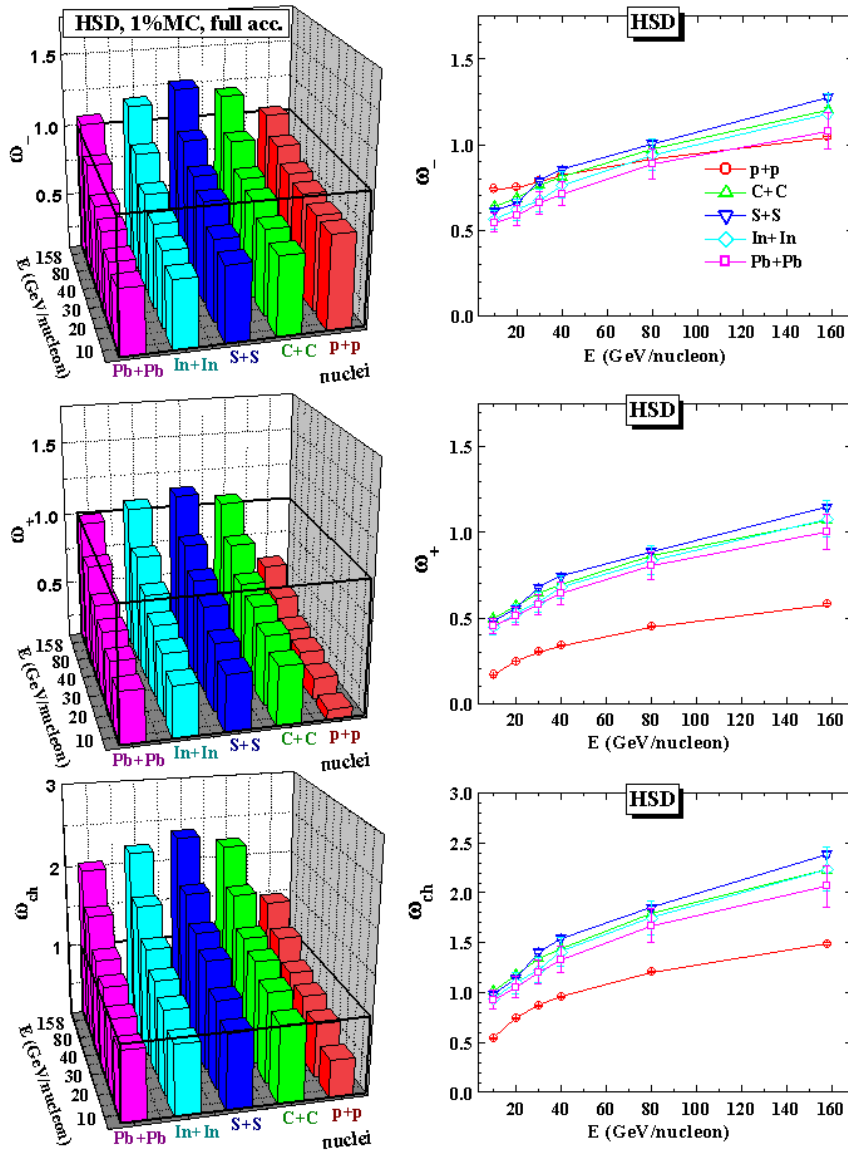 HSD, 1%MC, full acc.
1.5
1.0
0.5
ω_
158
80
40
30
20
10
E (GeV/nucleon)
Pb+Pb
In+In
S+S
C+C
p+p
nuclei
HSD
1.5
1.0
0.5
0.0
ω_
p+p
C+C
S+S
In+In
Pb+Pb
20 40 60 80 100 120 140 160
E (GeV/nucleon)
1.5
1.0
0.5
ω+
158
80
40
30
20
10
E (GeV/nucleon)
Pb+Pb
In+In
S+S
C+C
p+p
nuclei
HSD
1.5
1.0
0.5
0.0
ω+
20 40 60 80 100 120 140 160
E (GeV/nucleon)
3
2
1
ωch
158
80
40
30
20
10
E (GeV/nucleon)
Pb+Pb
In+In
S+S
C+C
p+p
nuclei
HSD
3.0
2.5
2.0
1.5
1.0
0.5
0.0
ωch
20 40 60 80 100 120 140 160
E (GeV/nucleon)